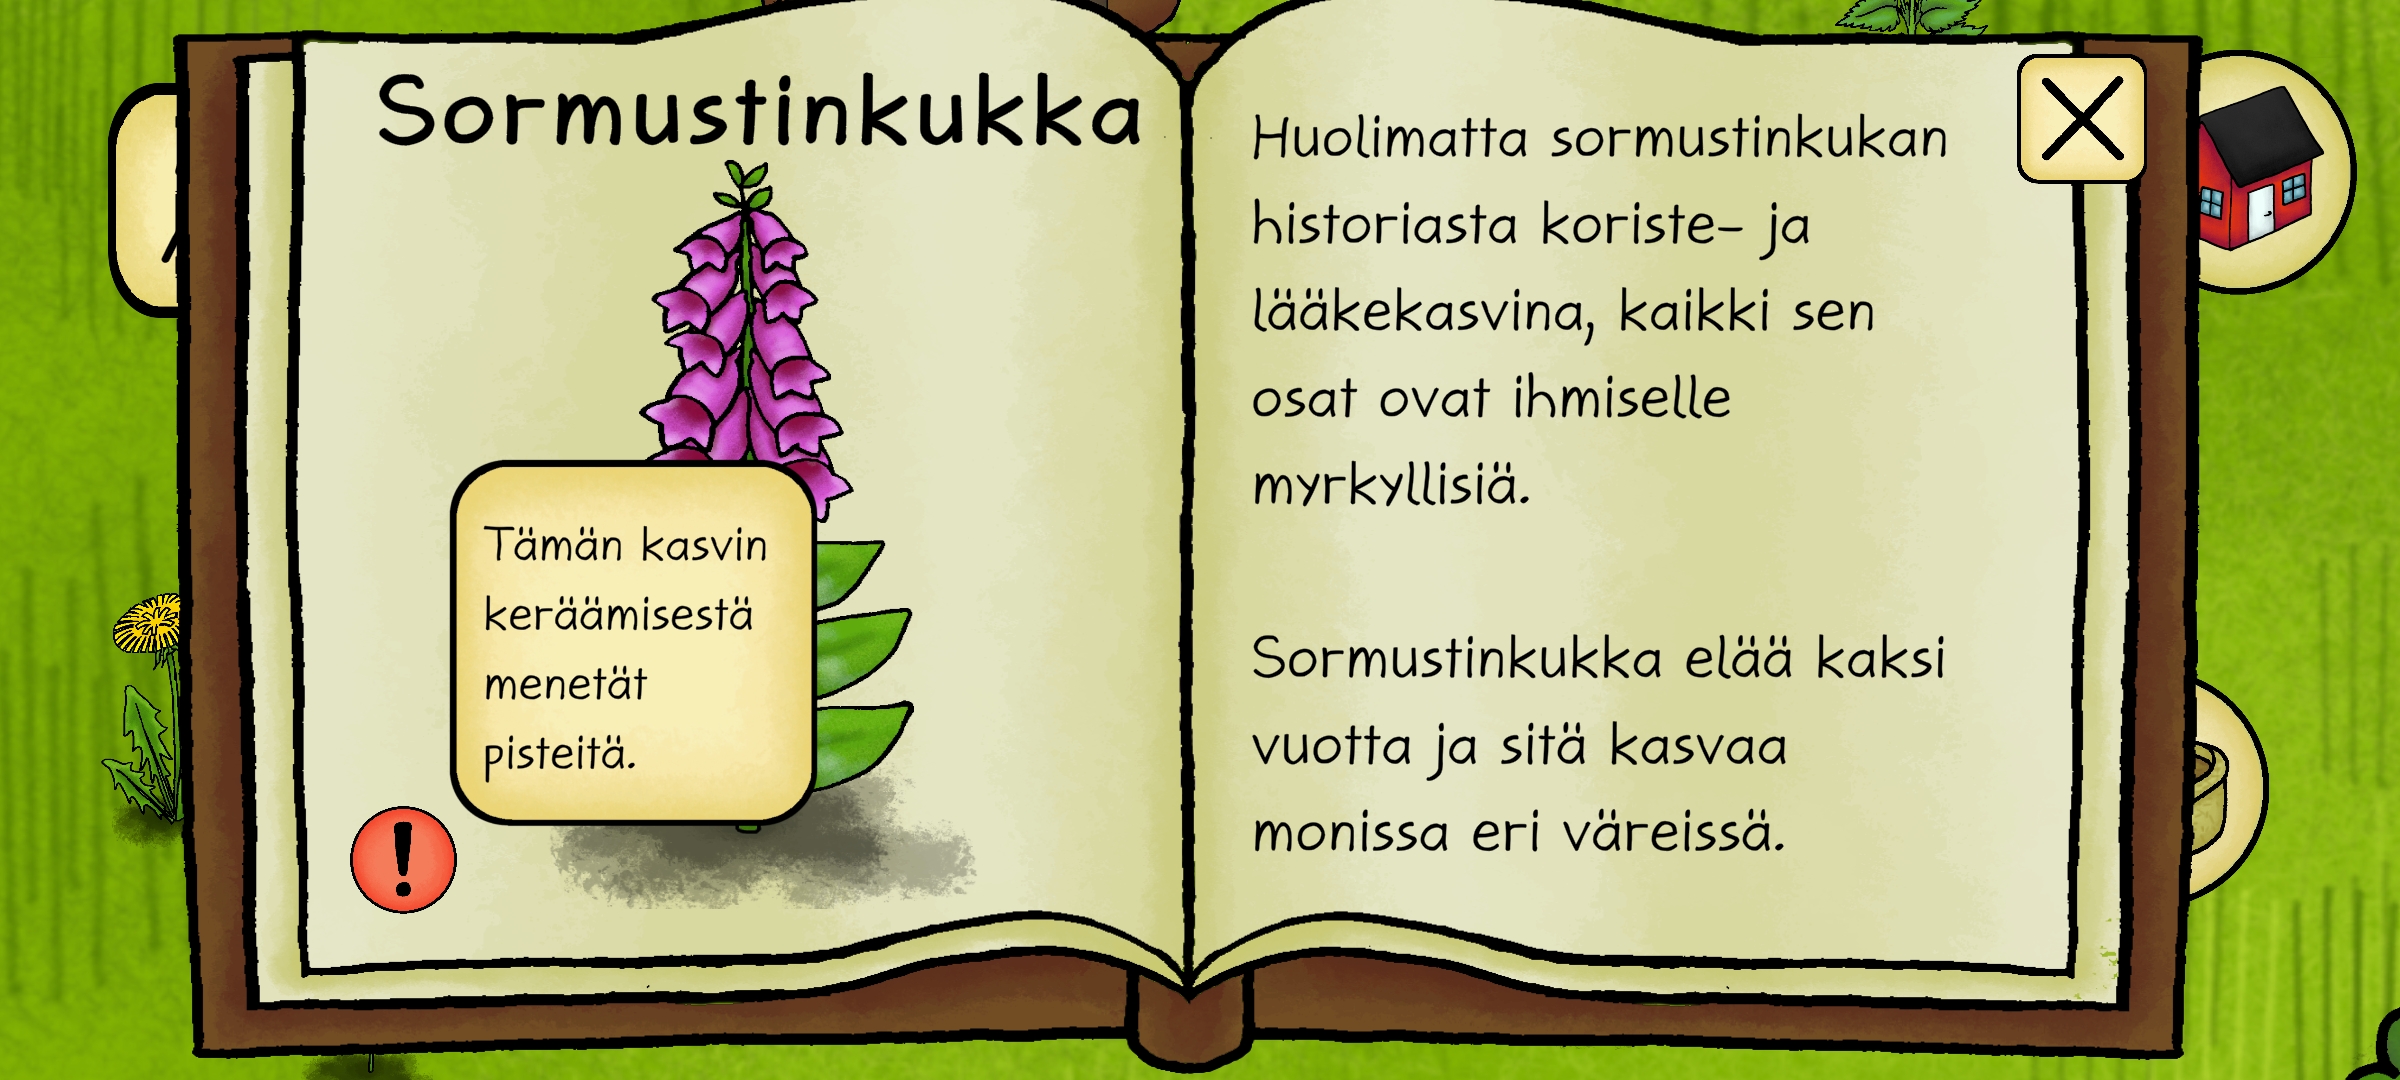 Sormustinkukka
Tämän kasvin
keräämisestä
menetät
pisteitä.
!
Huolimatta sormustinkukan
historiasta koriste- ja
lääkekasvina, kaikki sen
osat ovat ihmiselle
myrkyllisiä.
Sormustinkukka elää kaksi
vuotta ja sitä kasvaa
monissa eri väreissä.